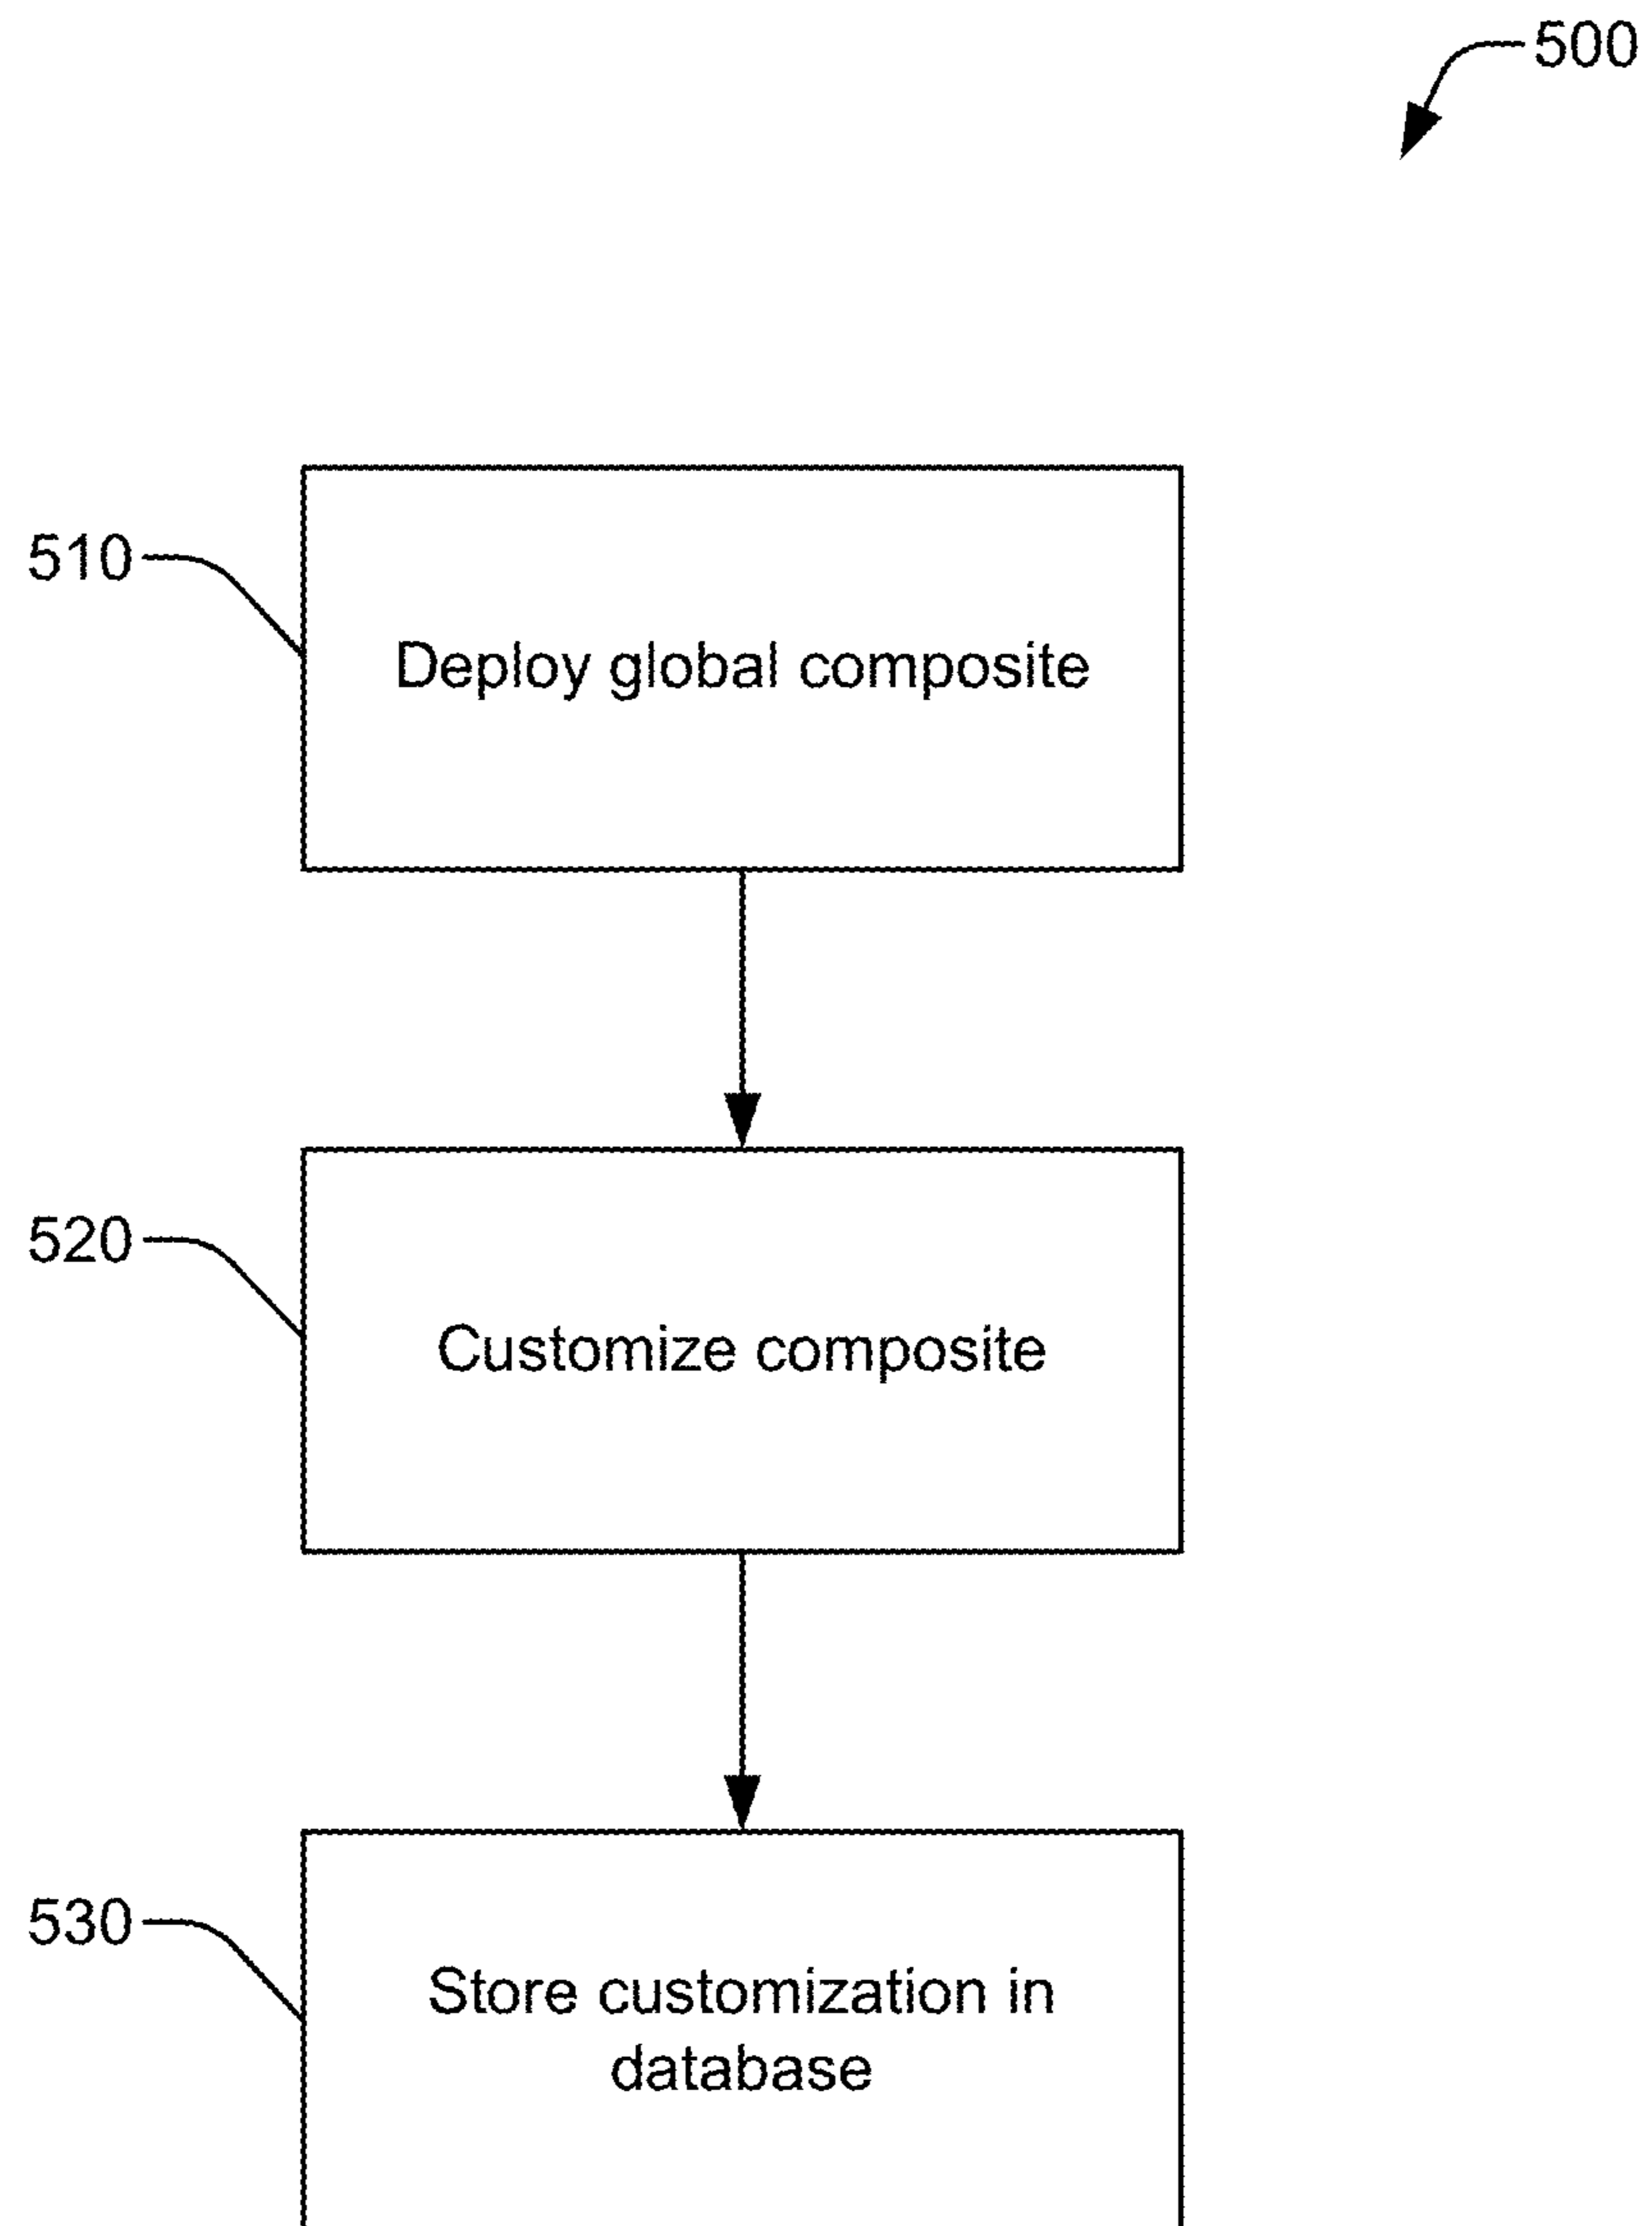 500
510
Deploy global composite
520
Customize composite
530
Store customization in
database